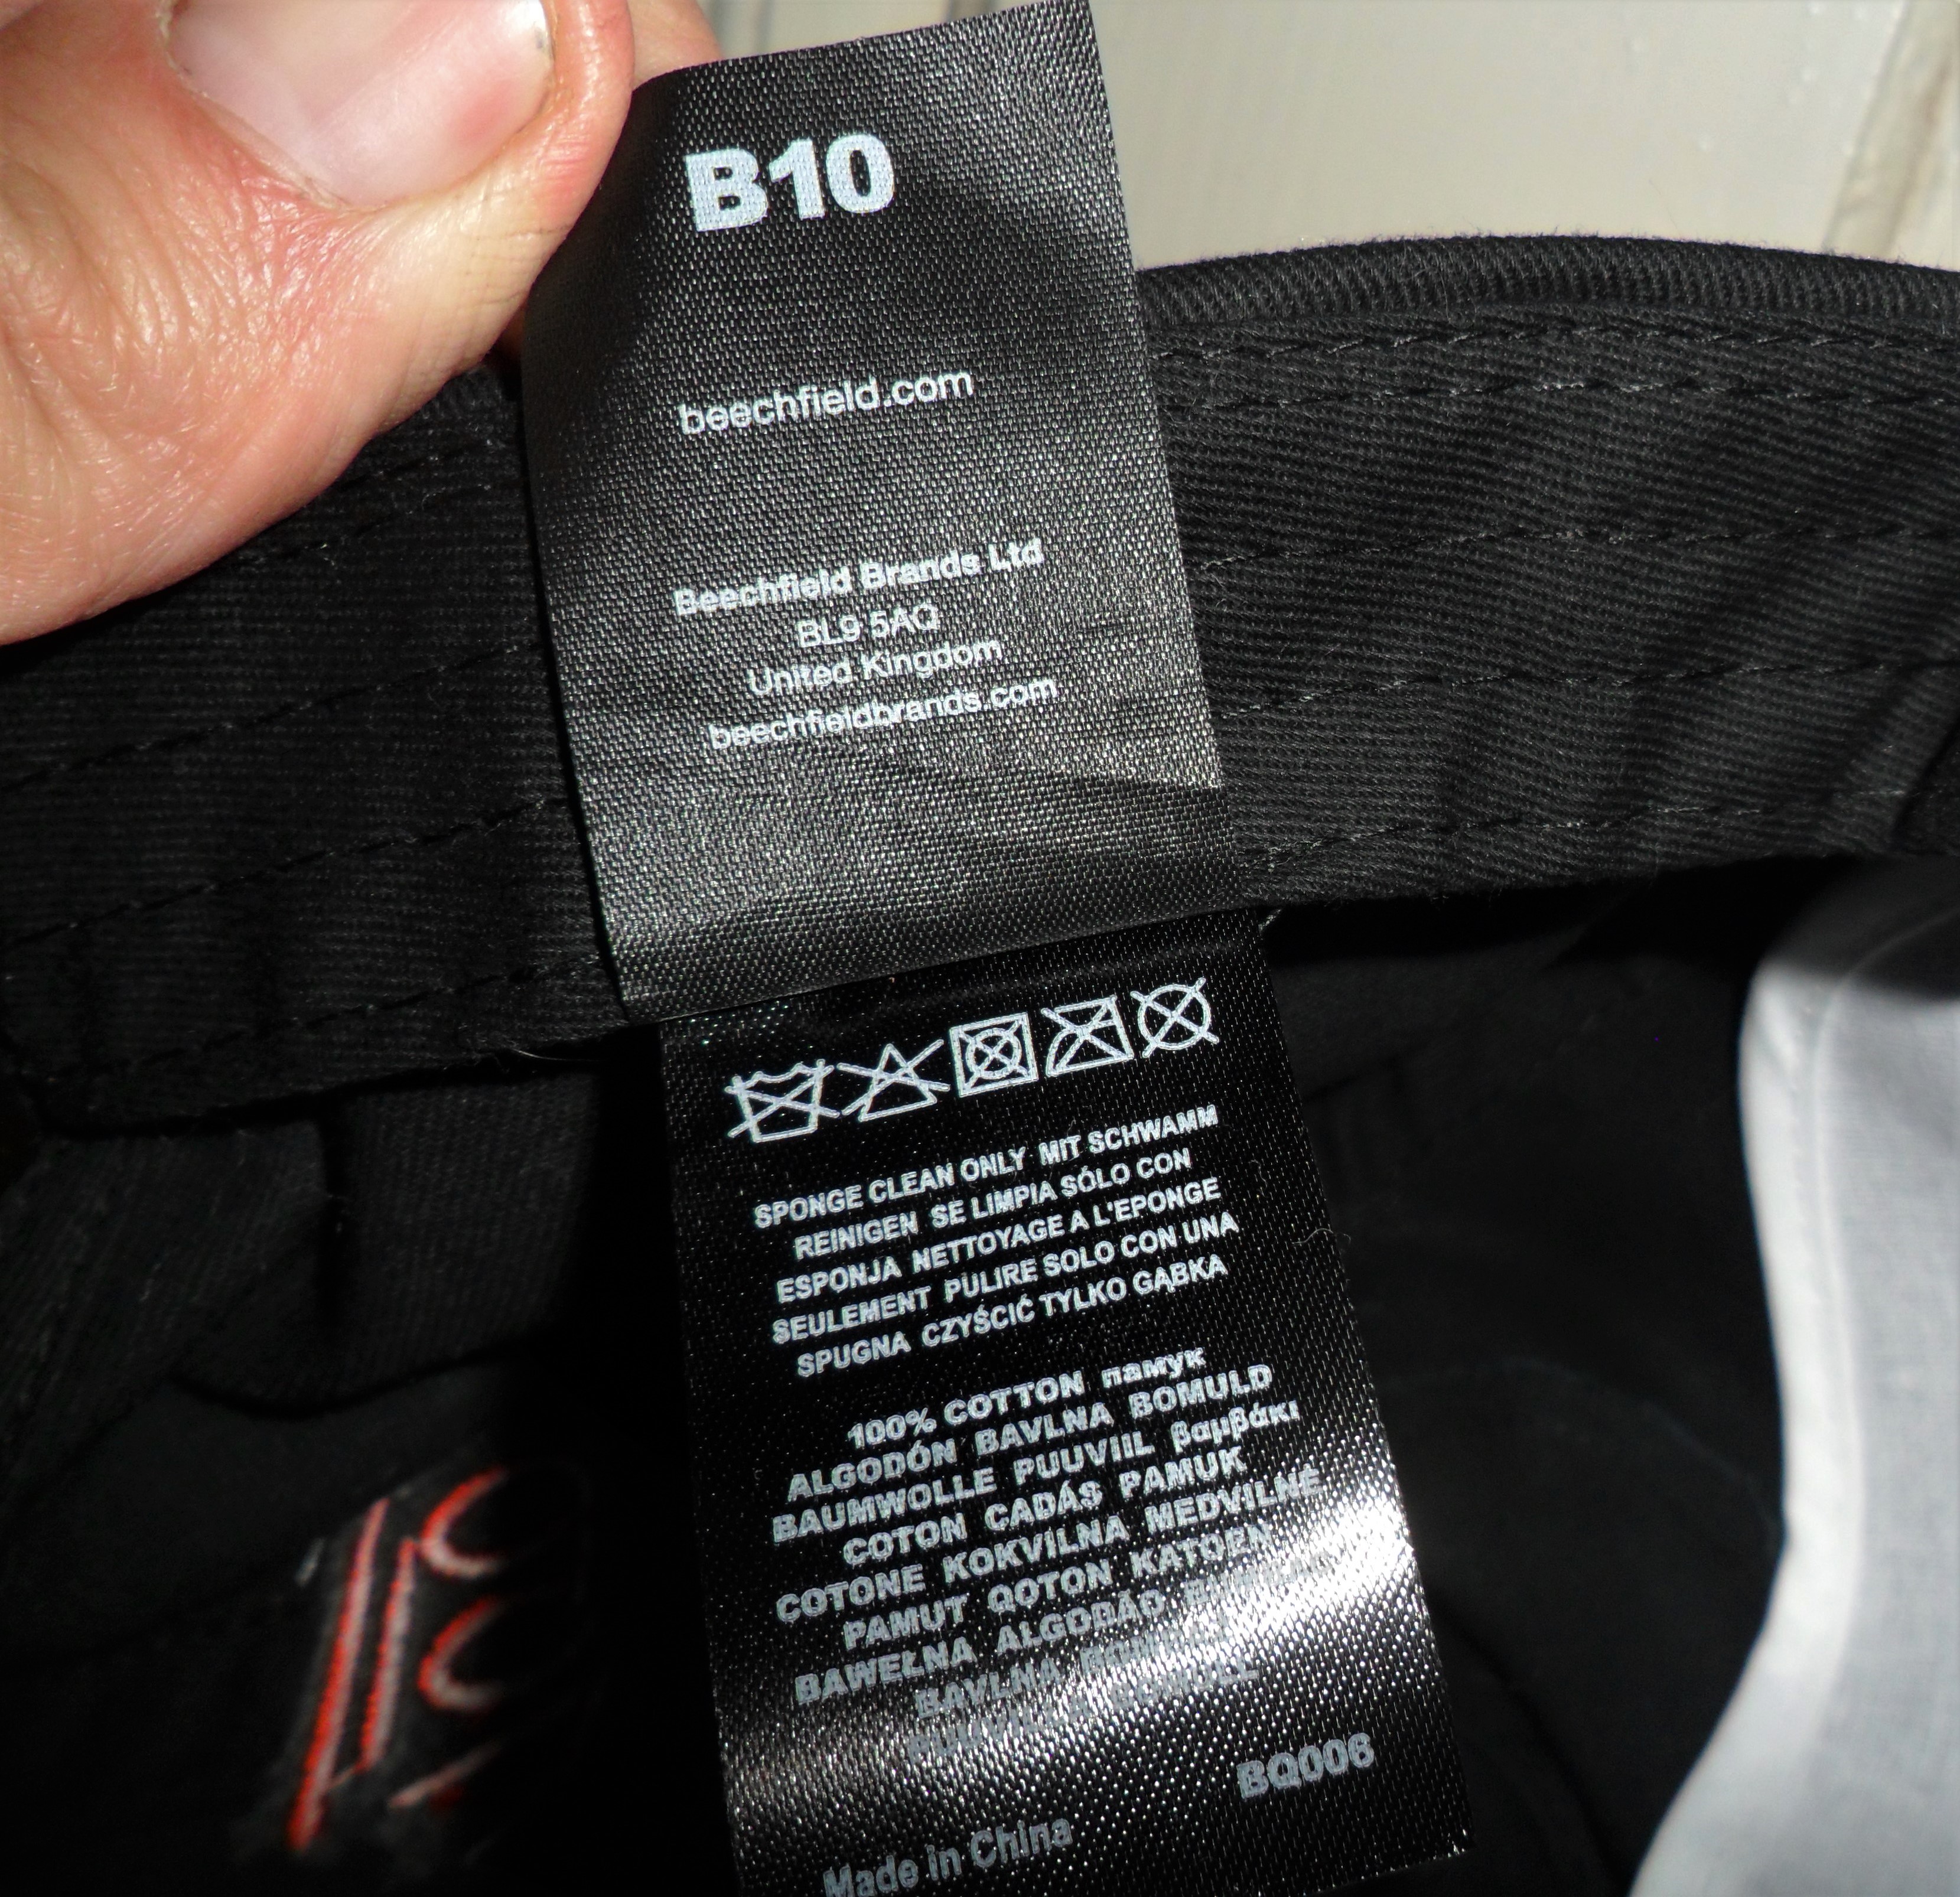 B10
beechfield.com
Beechfield Brands Ltd
BL9 5AQ
United Kingdom
beechfieldbrands.com
SPONGE CLEAN ONLY MIT SCHWAMM
REINIGEN SE LIMPIA SÓLO CON
ESPONJA NETTOYAGE A L'EPONGE
SEULEMENT PULIRE SOLO CON UNA
SPUGNA CZYŚCIĆ TYLKO GĄBKA
100% COTTON памук
ALGODÓN BAVLNA BOMULD
BAUMWOLLE PUUVIIL βαμβάκι
COTON CADÁS PAMUK
COTONE KOKVILNA MEDVILNĖ
PAMUT QOTON KATOEN
BAWEŁNA ALGODÃO
BAVLNA
BQ006
Made in China